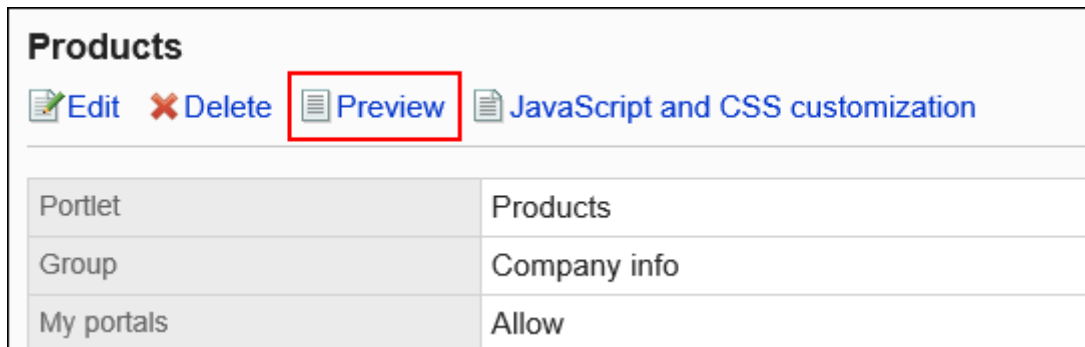 Products
Edit Delete Preview JavaScript and CSS customization
Portlet Products
Group Company info
My portals Allow